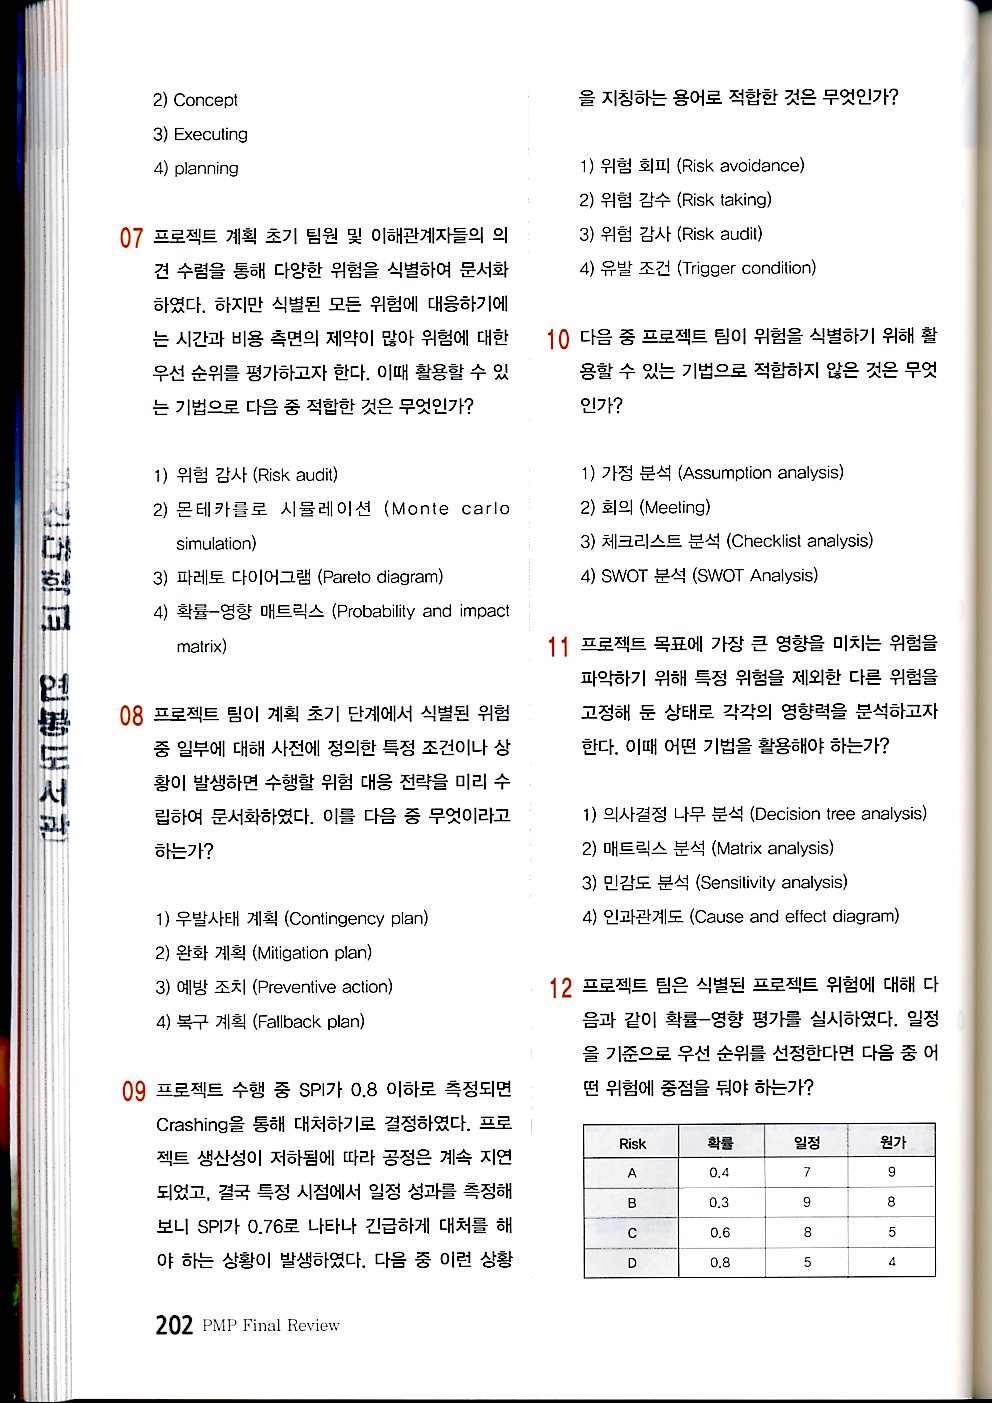 2) Concept
3) Executing
4) planning
07 프로젝트 계획 초기 팀원 및 이해관계자들의 의
견 수렴을 통해 다양한 위험을 식별하여 문서화
하였다. 하지만 식별된 모든 위험에 대응하기에
는 시간과 비용 측면의 제약이 많아 위험에 대한
우선 순위를 평가하고자 한다. 이때 활용할 수 있
는 기법으로 다음 중 적합한 것은 무엇인가?
1) 위험 감사 (Risk audit)
2) 몬테카를로 시뮬레이션 (Monte carlo
simulation)
3) 파레토 다이어그램 (Pareto diagram)
4) 확률-영향 매트릭스 (Probability and impact
matrix)
08 프로젝트 팀이 계획 초기 단계에서 식별된 위험
중 일부에 대해 사전에 정의한 특정 조건이나 상
황이 발생하면 수행할 위험 대응 전략을 미리 수
립하여 문서화하였다. 이를 다음 중 무엇이라고
하는가?
1) 우발사태 계획 (Contingency plan)
2) 완화 계획 (Mitigation plan)
3) 예방 조치 (Preventive action)
4) 복구 계획 (Fallback plan)
09 프로젝트 수행 중 SPI가 0.8 이하로 측정되면
Crashing을 통해 대처하기로 결정하였다. 프로
젝트 생산성이 저하됨에 따라 공정은 계속 지연
되었고, 결국 특정 시점에서 일정 성과를 측정해
보니 SPI가 0.76로 나타나 긴급하게 대처를 해
야 하는 상황이 발생하였다. 다음 중 이런 상황
을 지칭하는 용어로 적합한 것은 무엇인가?
1) 위험 회피 (Risk avoidance)
2) 위험 감수 (Risk taking)
3) 위험 감사 (Risk audit)
4) 유발 조건 (Trigger condition)
10 다음 중 프로젝트 팀이 위험을 식별하기 위해 활
용할 수 있는 기법으로 적합하지 않은 것은 무엇
인가?
1) 가정 분석 (Assumption analysis)
2) 회의 (Meeting)
3) 체크리스트 분석 (Checklist analysis)
4) SWOT 분석 (SWOT Analysis)
11 프로젝트 목표에 가장 큰 영향을 미치는 위험을
파악하기 위해 특정 위험을 제외한 다른 위험을
고정해 둔 상태로 각각의 영향력을 분석하고자
한다. 이때 어떤 기법을 활용해야 하는가?
1) 의사결정 나무 분석 (Decision tree analysis)
2) 매트릭스 분석 (Matrix analysis)
3) 민감도 분석 (Sensitivity analysis)
4) 인과관계도 (Cause and effect diagram)
12 프로젝트 팀은 식별된 프로젝트 위험에 대해 다
음과 같이 확률-영향 평가를 실시하였다. 일정
을 기준으로 우선 순위를 선정한다면 다음 중 어
떤 위험에 중점을 둬야 하는가?
Risk 확률 일정 원가
A 0.4 7 9
B 0.3 9 8
C 0.6 8 5
D 0.8 5 4
202 PMP Final Review
대학교
도서관